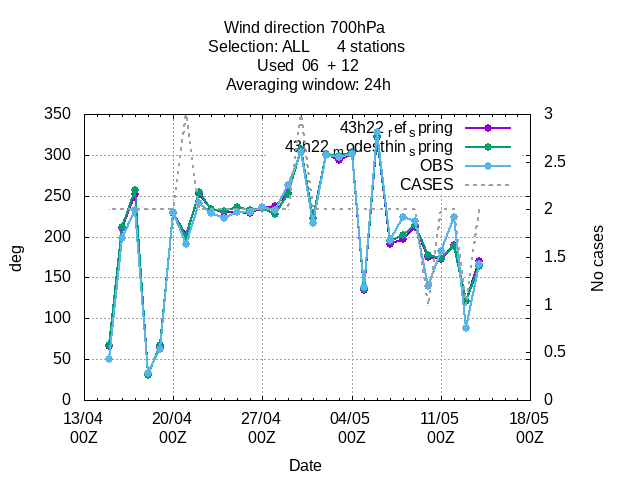 Wind direction 700hPa
Selection: ALL 4 stations
Used 06 + 12
Averaging window: 24h
350 3
43h22_ref_spring
43h22_modesthin_spring
300 2.5
OBS
CASES
250 2
200
deg 1.5 No cases
150
1
100
50 0.5
0 0
13/04 20/04 27/04 04/05 11/05 18/05
00Z 00Z 00Z 00Z 00Z 00Z
Date